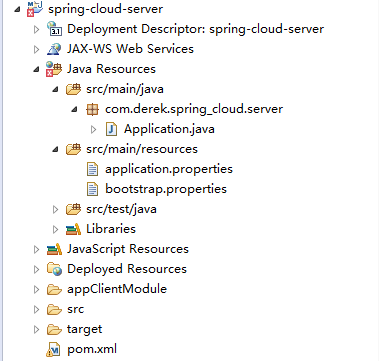 spring-cloud-server
Deployment Descriptor: spring-cloud-server
JAX-WS Web Services
Java Resources
src/main/java
com.derek.spring_cloud.server
Application.java
src/main/resources
application.properties
bootstrap.properties
src/test/java
Libraries
JavaScript Resources
Deployed Resources
appClientModule
src
target
pom.xml